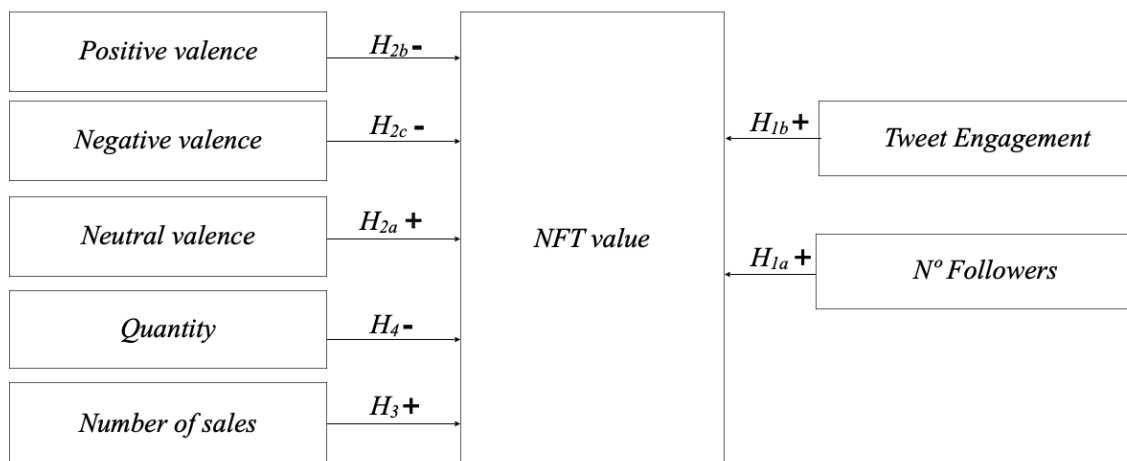 Positive valence
H2b -
Negative valence
H2c -
Neutral valence
H2a +
Quantity
H4 -
Number of sales
H3 +
NFT value
H1b +
Tweet Engagement
H1a +
Nº Followers